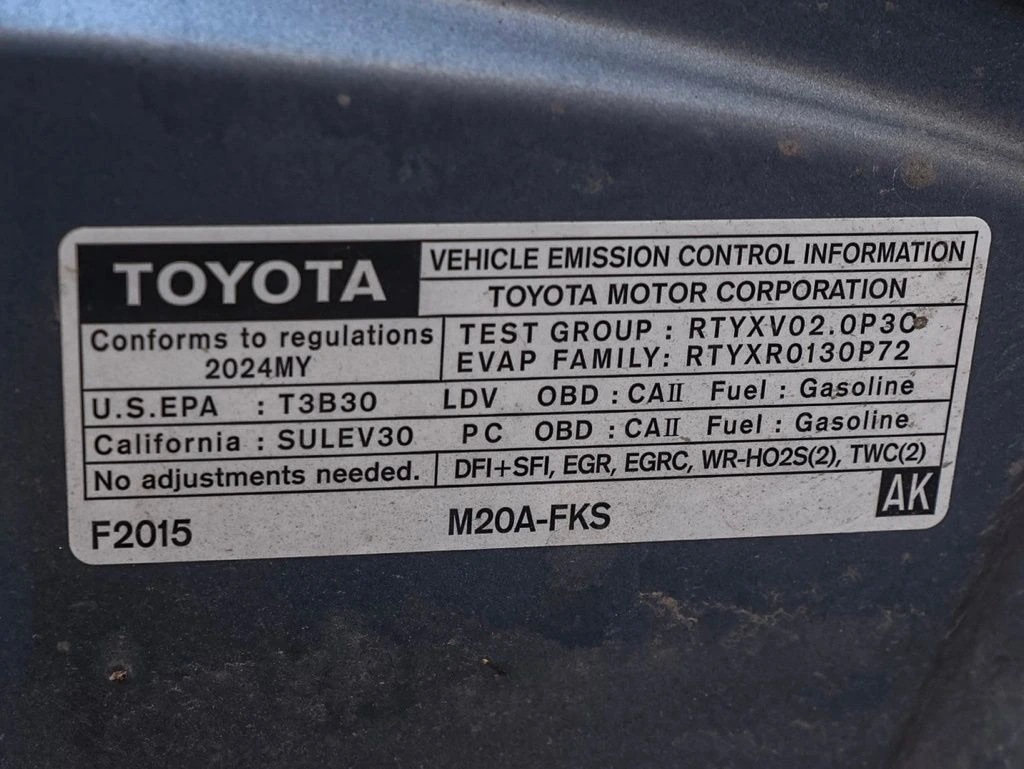 TOYOTA
VEHICLE EMISSION CONTROL INFORMATION
TOYOTA MOTOR CORPORATION
Conforms to regulations
2024MY
TEST GROUP : RTYXV02.0P3C
EVAP FAMILY: RTYXR0130P72
U.S.EPA : T3B30 LDV OBD : CAII Fuel : Gasoline
California : SULEV30 PC OBD : CAII Fuel : Gasoline
No adjustments needed. DFI+SFI, EGR, EGRC, WR-HO2S(2), TWC(2)
F2015 M20A-FKS AK